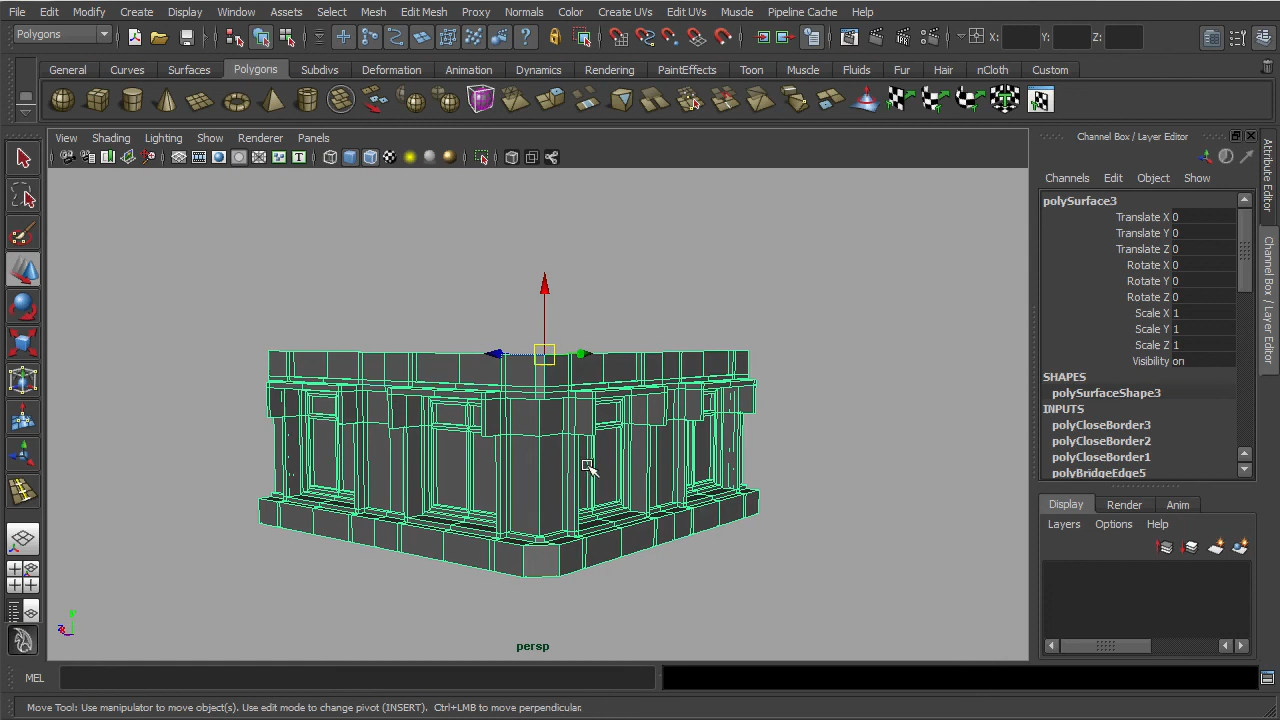 File Edit Modify Create Display Window Assets Select Mesh Edit Mesh Proxy Normals Color Create UVs Edit UVs Muscle Pipeline Cache Help
Polygons X: Y: Z:
General Curves Surfaces Polygons Subdivs Deformation Animation Dynamics Rendering PaintEffects Toon Muscle Fluids Fur Hair nCloth Custom
View Shading Lighting Show Renderer Panels
Channel Box / Layer Editor
Channels Edit Object Show
polySurface3
Translate X 0
Translate Y 0
Translate Z 0
Rotate X 0
Rotate Y 0
Rotate Z 0
Scale X 1
Scale Y 1
Scale Z 1
Visibility on
SHAPES
polySurfaceShape3
INPUTS
polyCloseBorder3
polyCloseBorder2
polyCloseBorder1
polyBridgeEdge5
Display Render Anim
Layers Options Help
Attribute Editor
Channel Box / Layer Editor
persp
MEL
Move Tool: Use manipulator to move object(s). Use edit mode to change pivot (INSERT). Ctrl+LMB to move perpendicular.